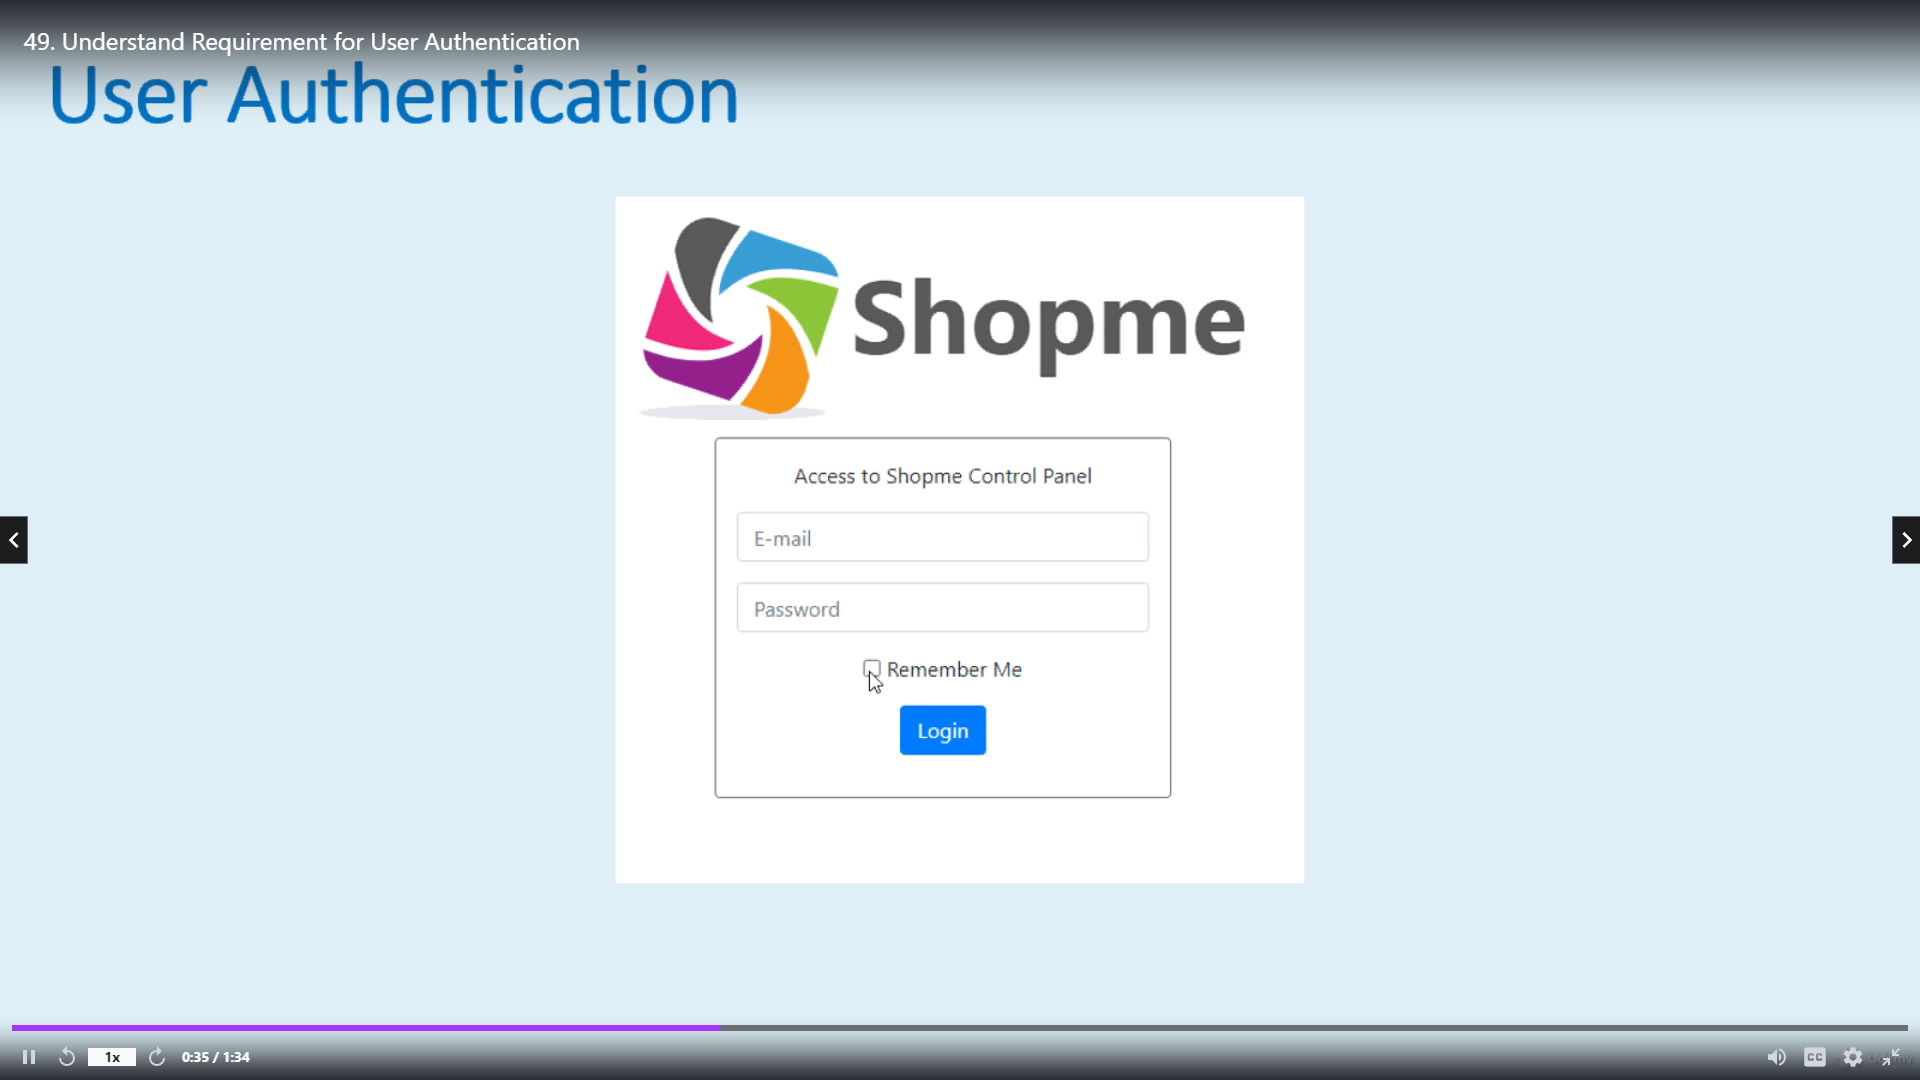 49. Understand Requirement for User Authentication
User Authentication
Shopme
Access to Shopme Control Panel
E-mail
Password
Remember Me
Login
1x
0:35 / 1:34
CC